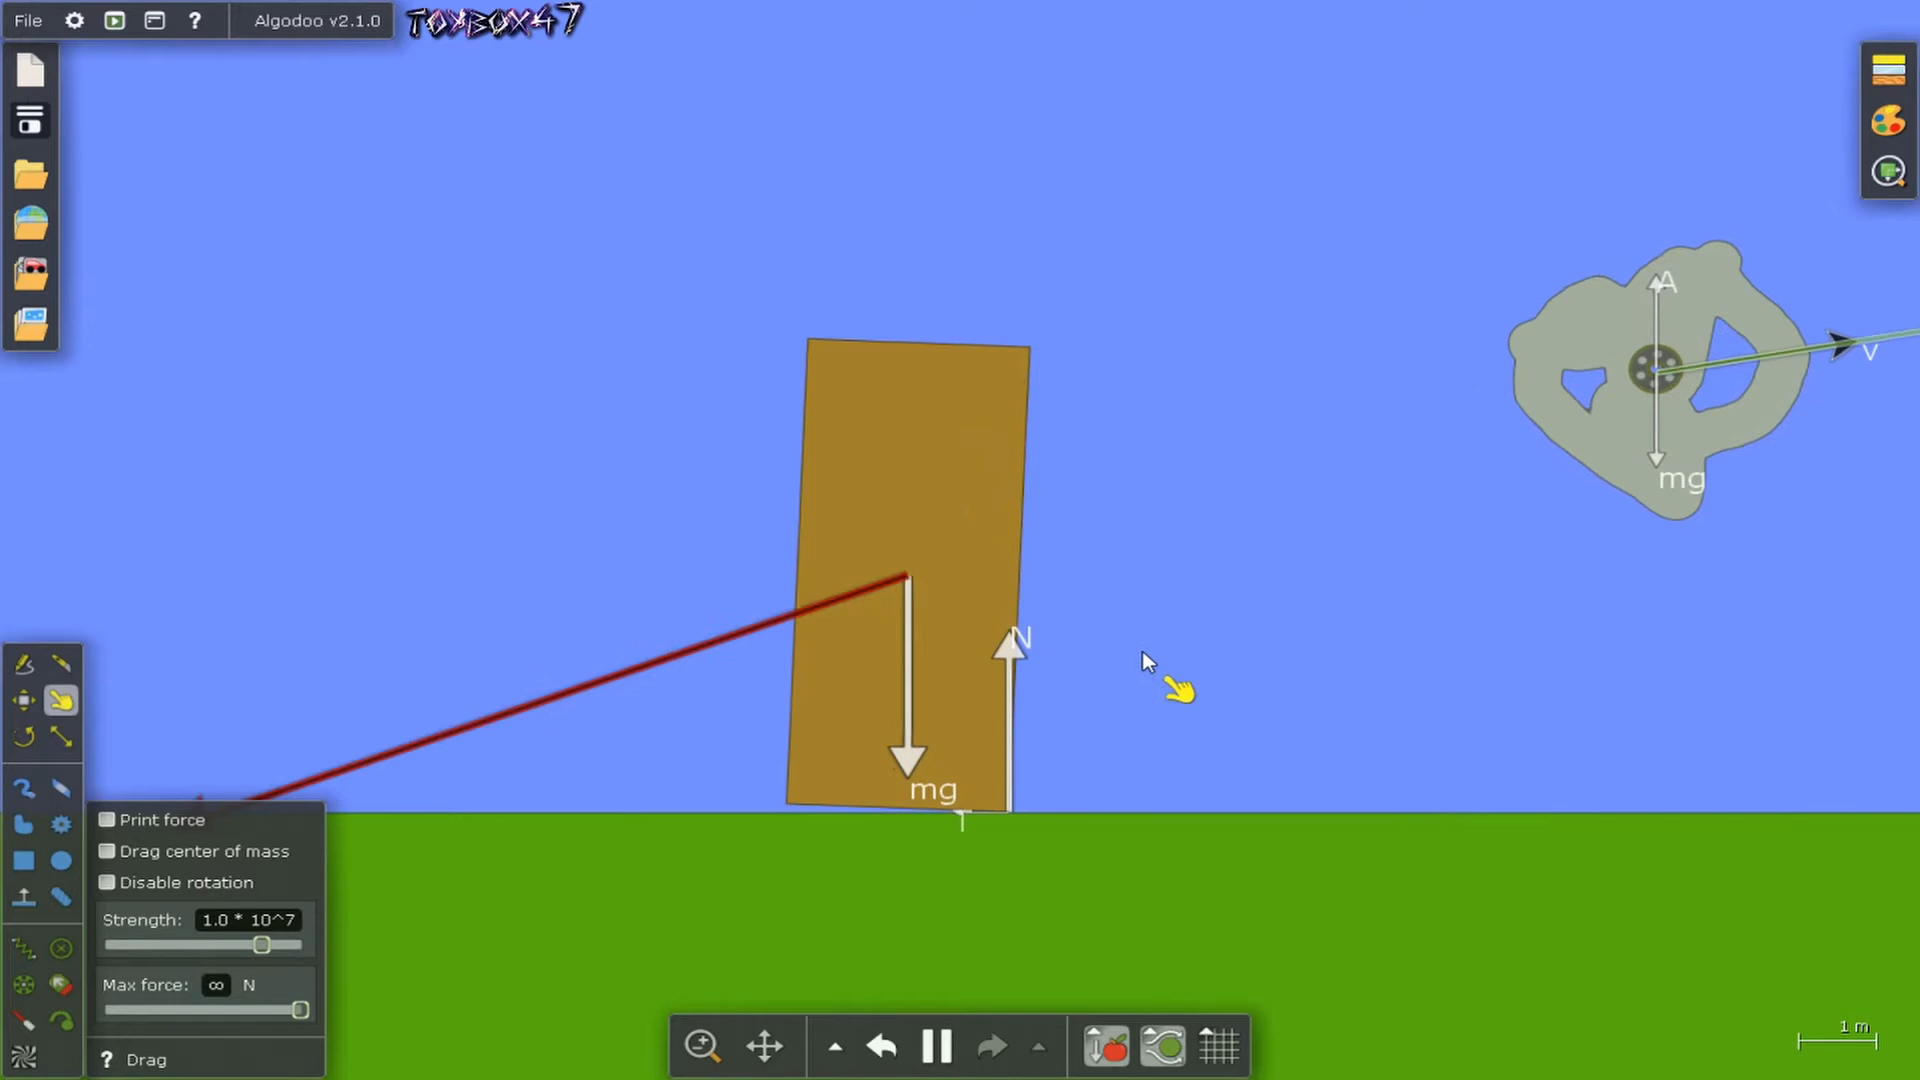 File ? Algodoo v2.1.0 TOYBOX47
A
v
mg
N
mg
T
Print force
Drag center of mass
Disable rotation
Strength: 1.0 * 10^7
Max force: ∞ N
? Drag
1 m